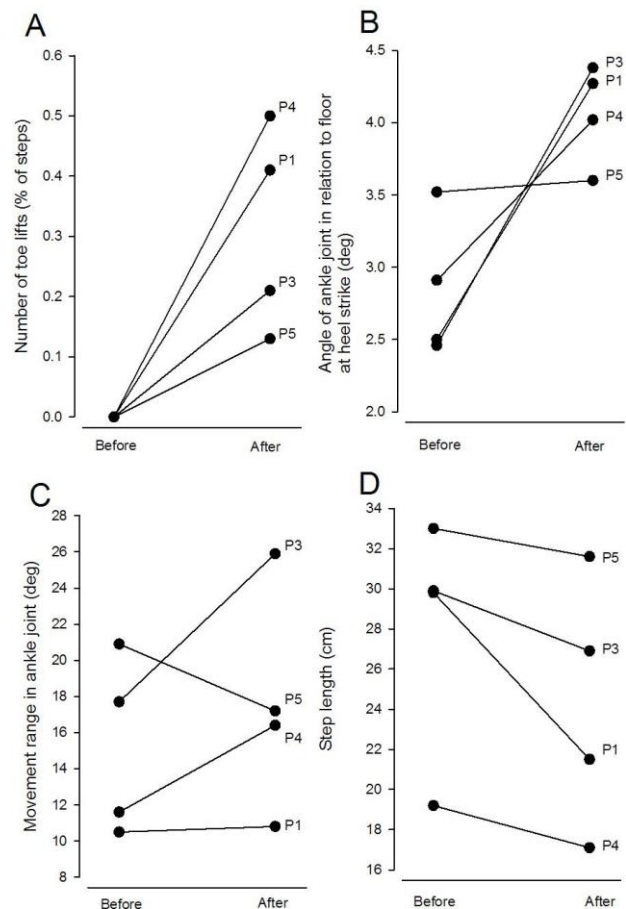 A
Number of toe lifts (% of steps)
0.6
0.5
0.4
0.3
0.2
0.1
0.0
P4
P1
P3
P5
Before
After
B
Angle of ankle joint in relation to floor
at heel strike (deg)
4.5
4.0
3.5
3.0
2.5
2.0
P3
P1
P4
P5
Before
After
C
Movement range in ankle joint (deg)
28
26
24
22
20
18
16
14
12
10
8
P3
P5
P4
P1
Before
After
D
Step length (cm)
34
32
30
28
26
24
22
20
18
16
P5
P3
P1
P4
Before
After